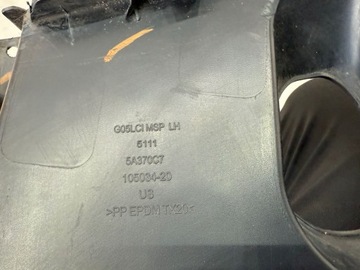 G05LCI MSP LH
5111
5A370C7
105034-20
US
>PP EPDM TX20<